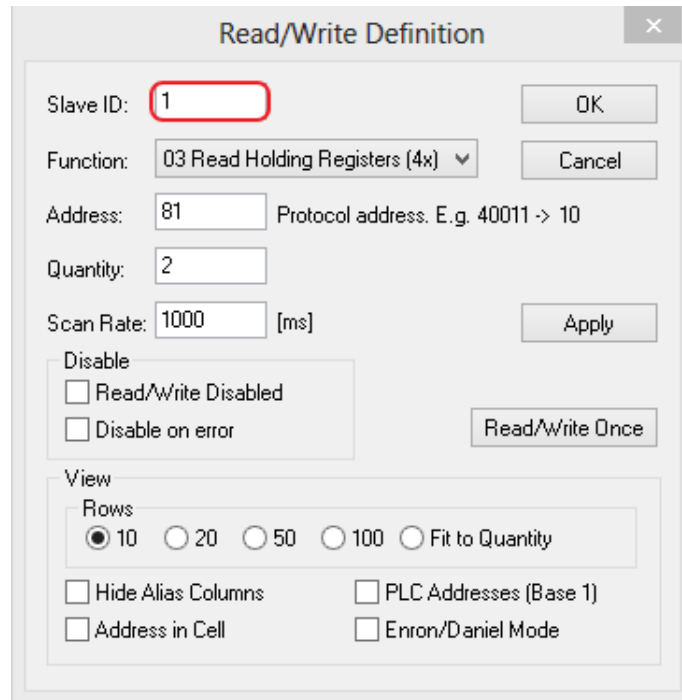 Read/Write Definition
Slave ID: 1 OK
Function: 03 Read Holding Registers (4x) Cancel
Address: 81 Protocol address. E.g. 40011 -> 10
Quantity: 2
Scan Rate: 1000 [ms] Apply
Disable
Read/Write Disabled
Disable on error
Read/Write Once
View
Rows
10 20 50 100 Fit to Quantity
Hide Alias Columns PLC Addresses (Base 1)
Address in Cell Enron/Daniel Mode